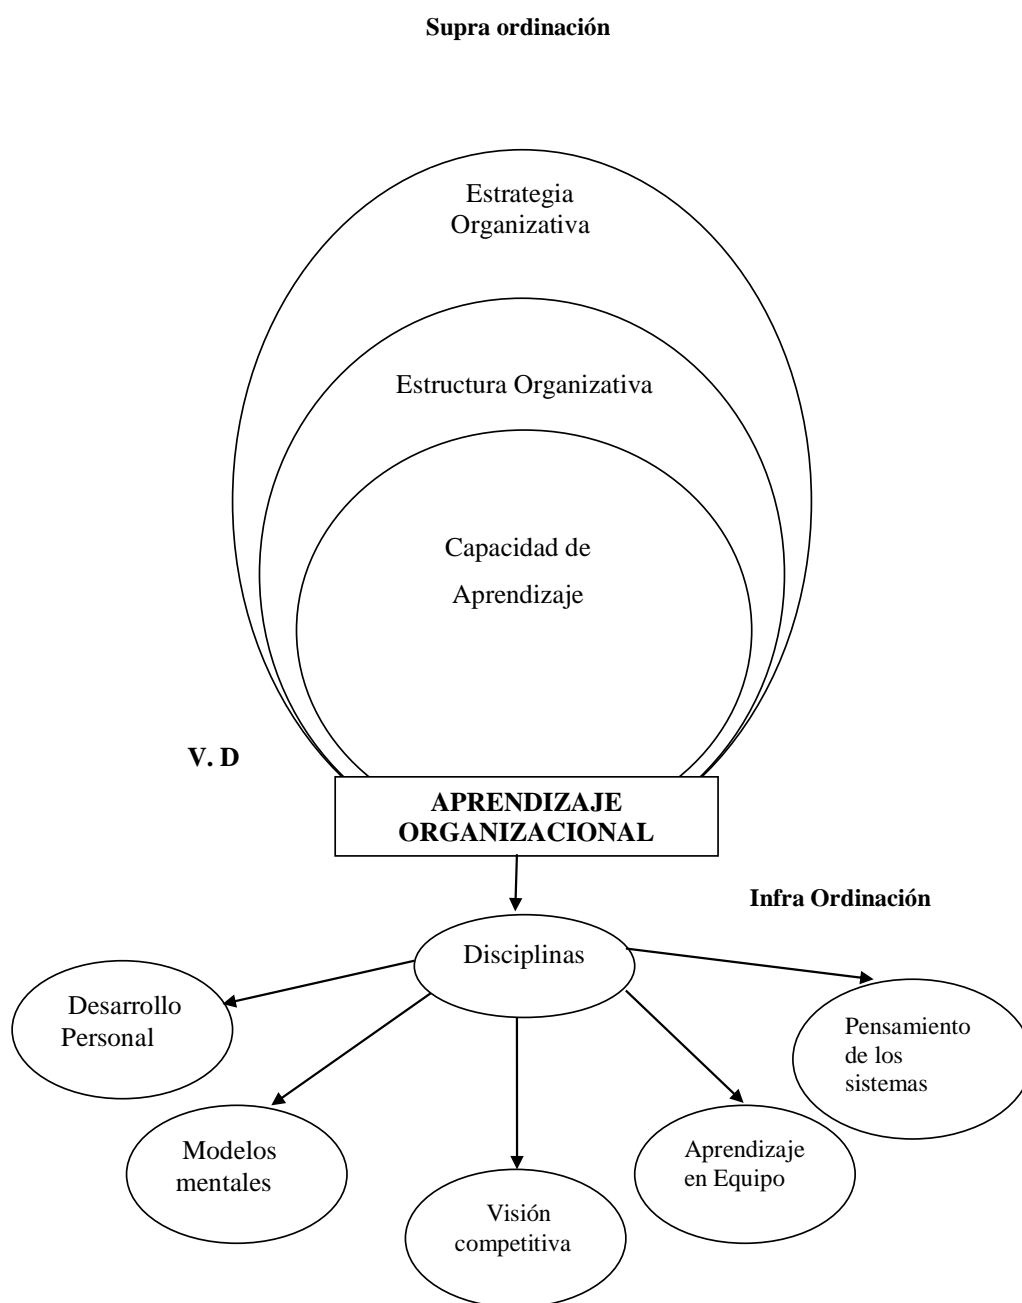 Supra ordinación
Estrategia
Organizativa
Estructura Organizativa
Capacidad de
Aprendizaje
V. D
APRENDIZAJE
ORGANIZACIONAL
Infra Ordinación
Disciplinas
Desarrollo
Personal
Modelos
mentales
Visión
competitiva
Aprendizaje
en Equipo
Pensamiento
de los
sistemas